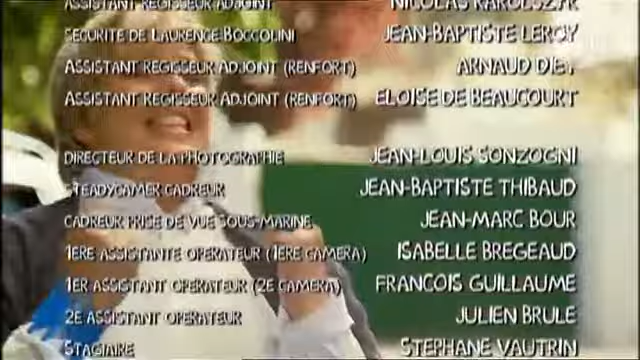 ASSISTANT REGISSEUR ADJOINT
SECURITE DE LAURENCE BOCCOLINI JEAN-BAPTISTE LEROY
ASSISTANT REGISSEUR ADJOINT (RENFORT) ARNAUD
ASSISTANT REGISSEUR ADJOINT (RENFORT) ELOISE DE BEAUCOURT
DIRECTEUR DE LA PHOTOGRAPHIE JEAN-LOUIS SONZOGNI
STEADYCAMER CADREUR JEAN-BAPTISTE THIBAUD
CADREUR PRISE DE VUE SOUS-MARINE JEAN-MARC BOUR
1ERE ASSISTANTE OPERATEUR (1ERE CAMERA) ISABELLE BREGEAUD
1ER ASSISTANT OPERATEUR (2E CAMERA) FRANCOIS GUILLAUME
2E ASSISTANT OPERATEUR JULIEN BRULE
STAGIAIRE STEPHANE VAUTRIN